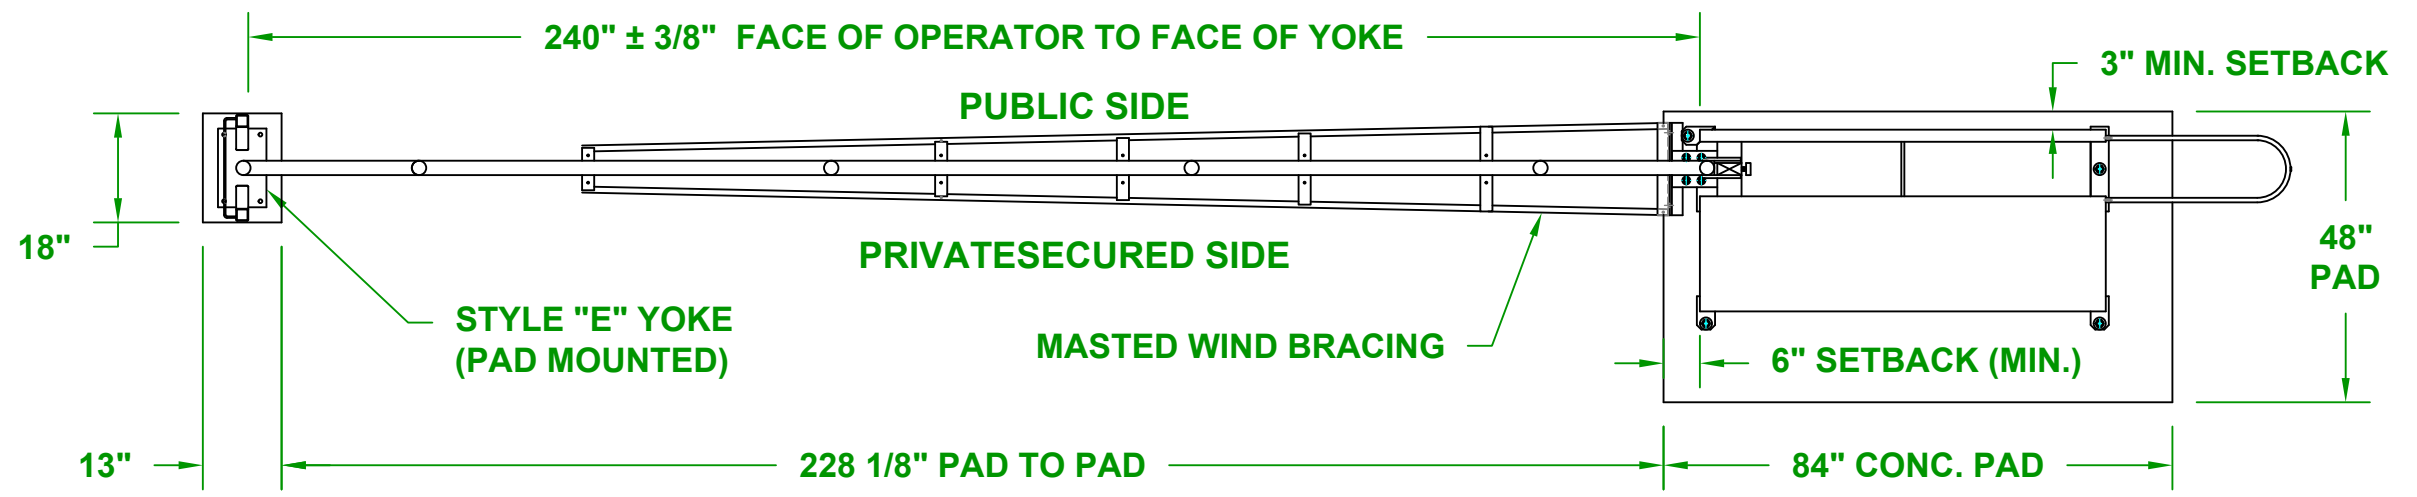 240" ± 3/8"  FACE OF OPERATOR TO FACE OF YOKE
3" MIN. SETBACK
PUBLIC SIDE
18"
PRIVATESECURED SIDE
48"
PAD
STYLE "E" YOKE
(PAD MOUNTED)
MASTED WIND BRACING
6" SETBACK (MIN.)
13"
228 1/8" PAD TO PAD
84" CONC. PAD